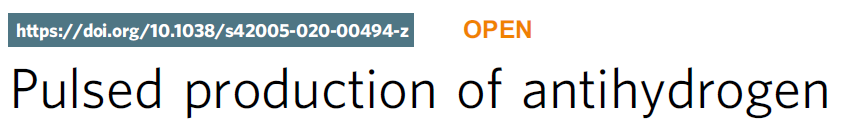 https://doi.org/10.1038/s42005-020-00494-z OPEN
Pulsed production of antihydrogen